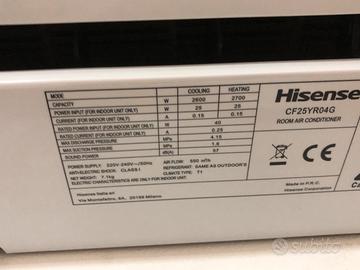 COOLING HEATING
MODE
CAPACITY W 2600 2700
POWER INPUT (FOR INDOOR UNIT ONLY) W 25 25
CURRENT (FOR INDOOR UNIT ONLY) A 0.15 0.15
RATED POWER INPUT (FOR INDOOR UNIT ONLY) W 40
RATED CURRENT (FOR INDOOR UNIT ONLY) A 0.25
MAX DISCHARGE PRESSURE MPa 4.15
MAX SUCTION PRESSURE MPa 1.6
SOUND POWER dB(A) 57
POWER SUPPLY: 220V-240V~/50Hz AIR FLOW: 550 m³/h
ANTI-ELECTRIC SHOCK: CLASS I REFRIGERANT: SAME AS OUTDOOR'S
NET WEIGHT: 7.1kg CLIMATE TYPE: T1
ELECTRICAL CHARACTERISTICS ARE ONLY FOR INDOOR UNIT.
Hisense Italia srl
Via Montefeltro, 6A, 20156 Milano
Hisense
CF25YR04G
ROOM AIR CONDITIONER
CE
Made in P.R.C.
Hisense Corporation
subito